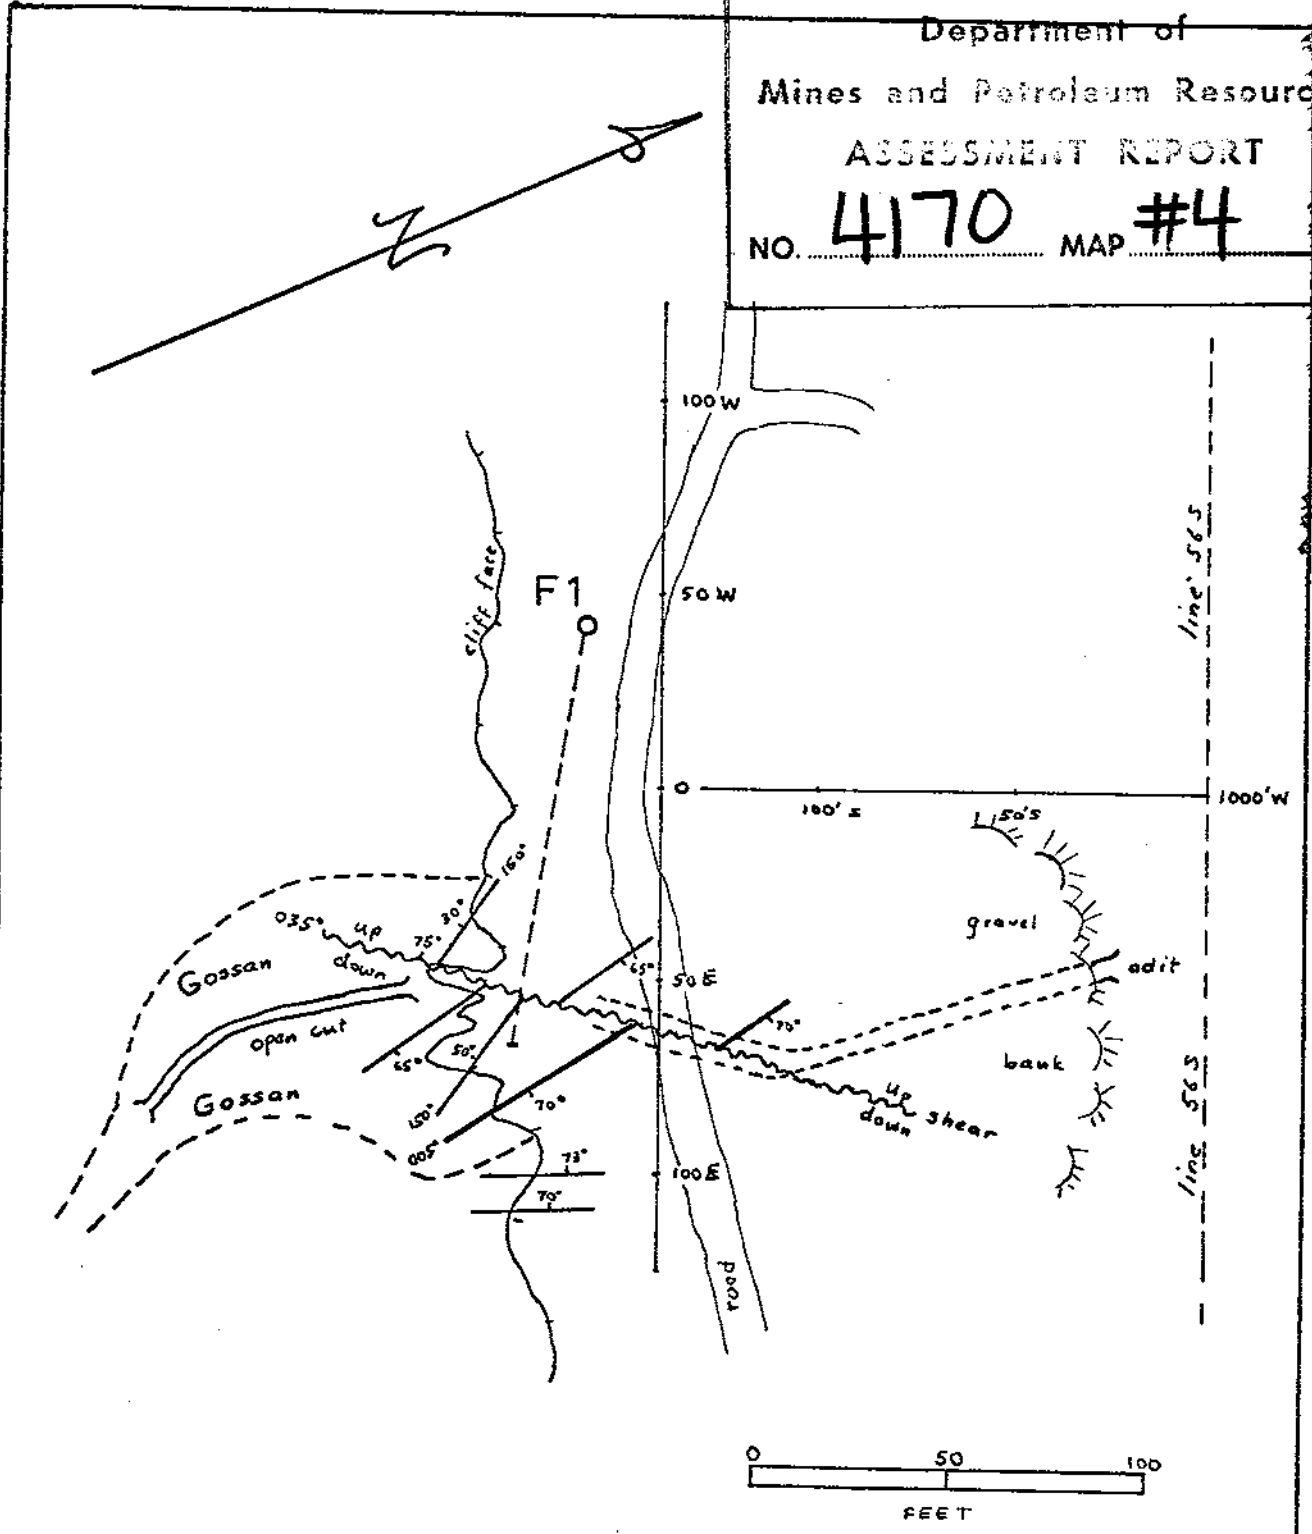 Department of
Mines and Petroleum Resourc
ASSESSMENT REPORT
NO. 4170 MAP #4
100 W
cliff face
F1
50 W
line 56 S
0
100's
50's
1000'W
160°
30°
035°
up
75°
down
Gossan
open cut
Gossan
65°
50 E
gravel
adit
70°
bank
65°
50°
150°
70°
005°
up
down
shear
73°
100 E
70°
line 56S
road
0 50 100
FEET